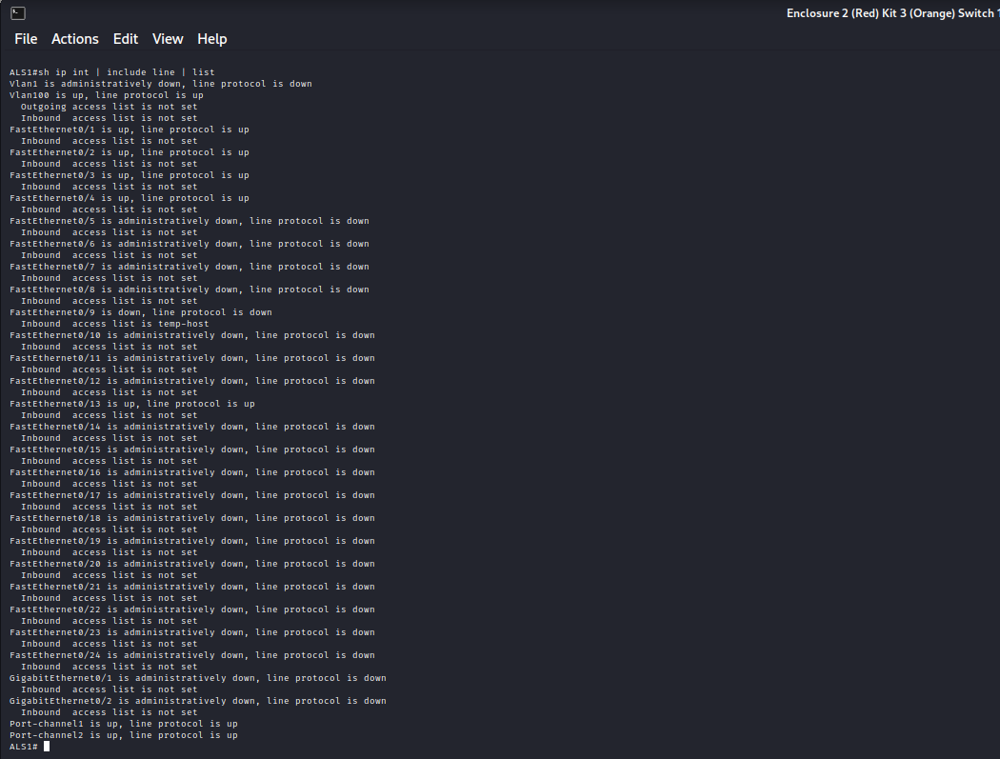 Enclosure 2 (Red) Kit 3 (Orange) Switch 1
File Actions Edit View Help
ALS1#sh ip int | include line | list
Vlan1 is administratively down, line protocol is down
Vlan100 is up, line protocol is up
  Outgoing access list is not set
  Inbound  access list is not set
FastEthernet0/1 is up, line protocol is up
  Inbound  access list is not set
FastEthernet0/2 is up, line protocol is up
  Inbound  access list is not set
FastEthernet0/3 is up, line protocol is up
  Inbound  access list is not set
FastEthernet0/4 is up, line protocol is up
  Inbound  access list is not set
FastEthernet0/5 is administratively down, line protocol is down
  Inbound  access list is not set
FastEthernet0/6 is administratively down, line protocol is down
  Inbound  access list is not set
FastEthernet0/7 is administratively down, line protocol is down
  Inbound  access list is not set
FastEthernet0/8 is administratively down, line protocol is down
  Inbound  access list is not set
FastEthernet0/9 is down, line protocol is down
  Inbound  access list is temp-host
FastEthernet0/10 is administratively down, line protocol is down
  Inbound  access list is not set
FastEthernet0/11 is administratively down, line protocol is down
  Inbound  access list is not set
FastEthernet0/12 is administratively down, line protocol is down
  Inbound  access list is not set
FastEthernet0/13 is up, line protocol is up
  Inbound  access list is not set
FastEthernet0/14 is administratively down, line protocol is down
  Inbound  access list is not set
FastEthernet0/15 is administratively down, line protocol is down
  Inbound  access list is not set
FastEthernet0/16 is administratively down, line protocol is down
  Inbound  access list is not set
FastEthernet0/17 is administratively down, line protocol is down
  Inbound  access list is not set
FastEthernet0/18 is administratively down, line protocol is down
  Inbound  access list is not set
FastEthernet0/19 is administratively down, line protocol is down
  Inbound  access list is not set
FastEthernet0/20 is administratively down, line protocol is down
  Inbound  access list is not set
FastEthernet0/21 is administratively down, line protocol is down
  Inbound  access list is not set
FastEthernet0/22 is administratively down, line protocol is down
  Inbound  access list is not set
FastEthernet0/23 is administratively down, line protocol is down
  Inbound  access list is not set
FastEthernet0/24 is administratively down, line protocol is down
  Inbound  access list is not set
GigabitEthernet0/1 is administratively down, line protocol is down
  Inbound  access list is not set
GigabitEthernet0/2 is administratively down, line protocol is down
  Inbound  access list is not set
Port-channel1 is up, line protocol is up
Port-channel2 is up, line protocol is up
ALS1#